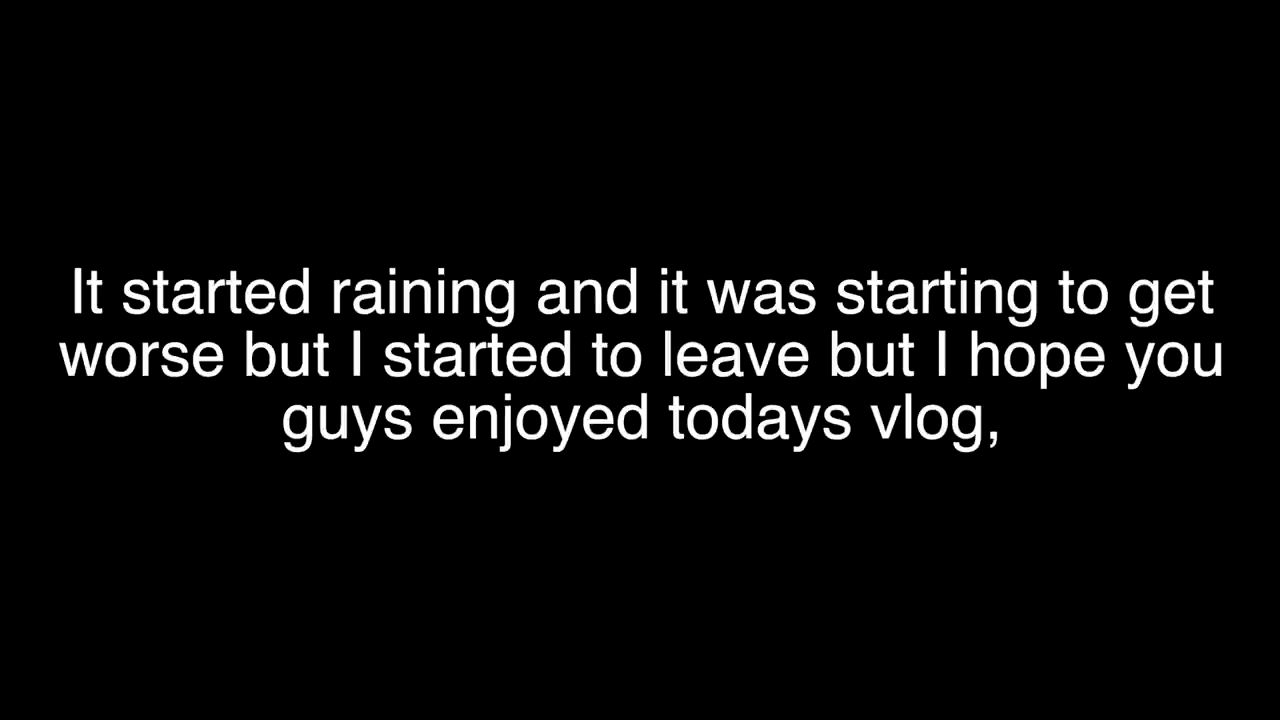 It started raining and it was starting to get
worse but I started to leave but I hope you
guys enjoyed todays vlog,